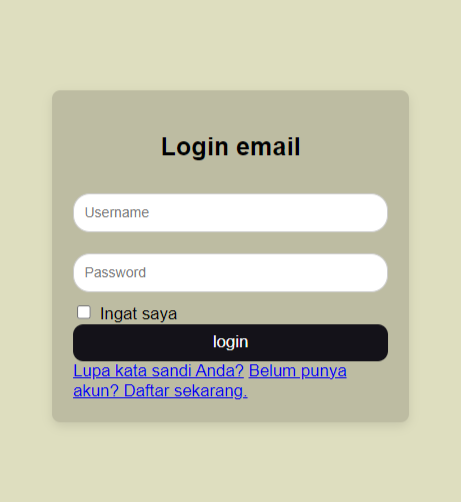 Login email
Username
Password
Ingat saya
login
Lupa kata sandi Anda? Belum punya
akun? Daftar sekarang.